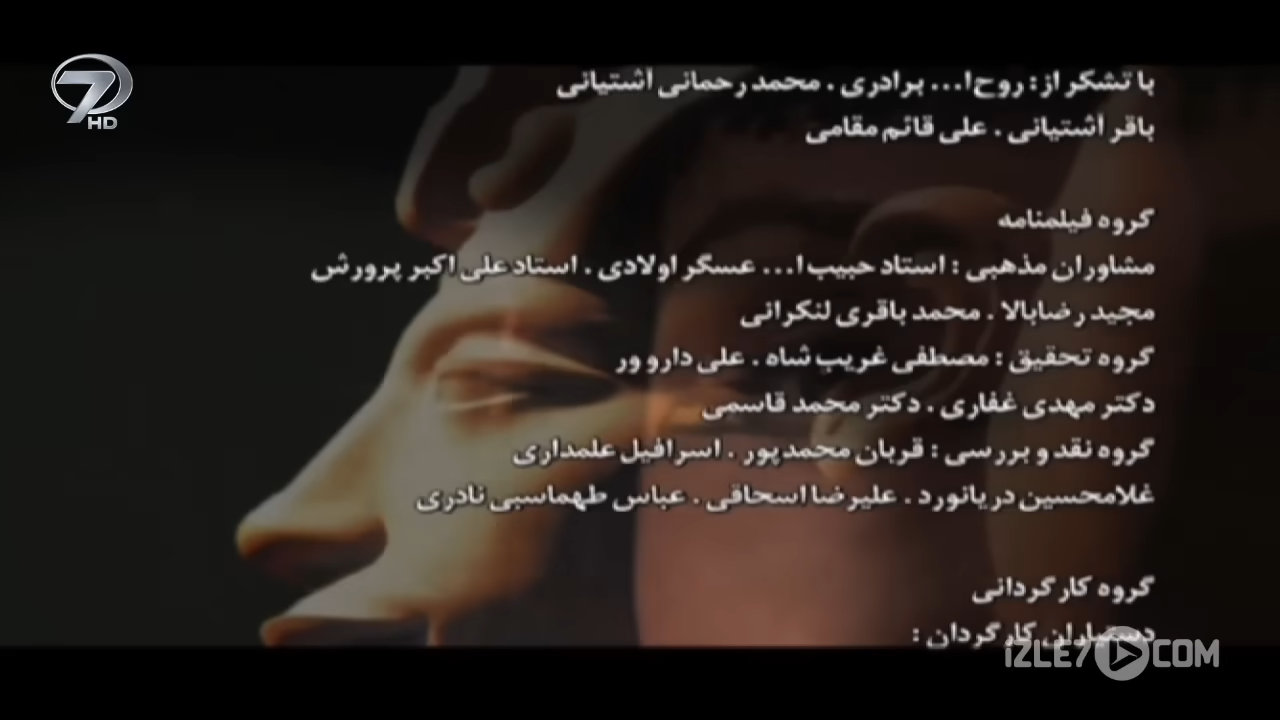 7
HD
با تشکر از : روح ا... برادری . محمد رحمانی آشتیانی
باقر آشتیانی . علی قائم مقامی
گروه فیلمنامه
مشاوران مذهبی : استاد حبیب ا... عسگر اولادی . استاد علی اکبر پرورش
مجید رضابالا . محمد باقری لنکرانی
گروه تحقیق : مصطفی غریب شاه . علی دارو ور
دکتر مهدی غفاری . دکتر محمد قاسمی
گروه نقد و بررسی : قربان محمدپور . اسرافیل علمداری
غلامحسین دریانورد . علیرضا اسحاقی . عباس طهماسبی نادری
گروه کارگردانی
دستیاران کارگردان :
iZLE7 COM